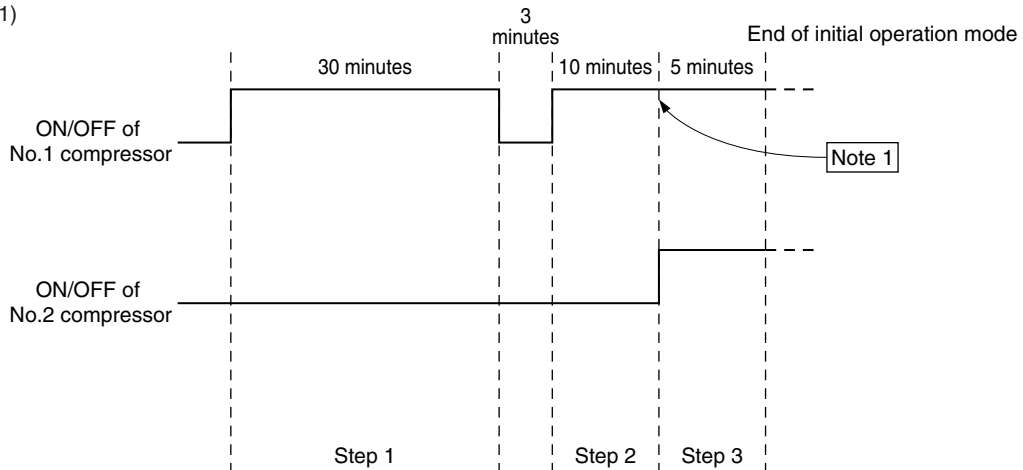 1)
3
minutes
End of initial operation mode
30 minutes
10 minutes
5 minutes
ON/OFF of
No.1 compressor
Note 1
ON/OFF of
No.2 compressor
Step 1
Step 2
Step 3